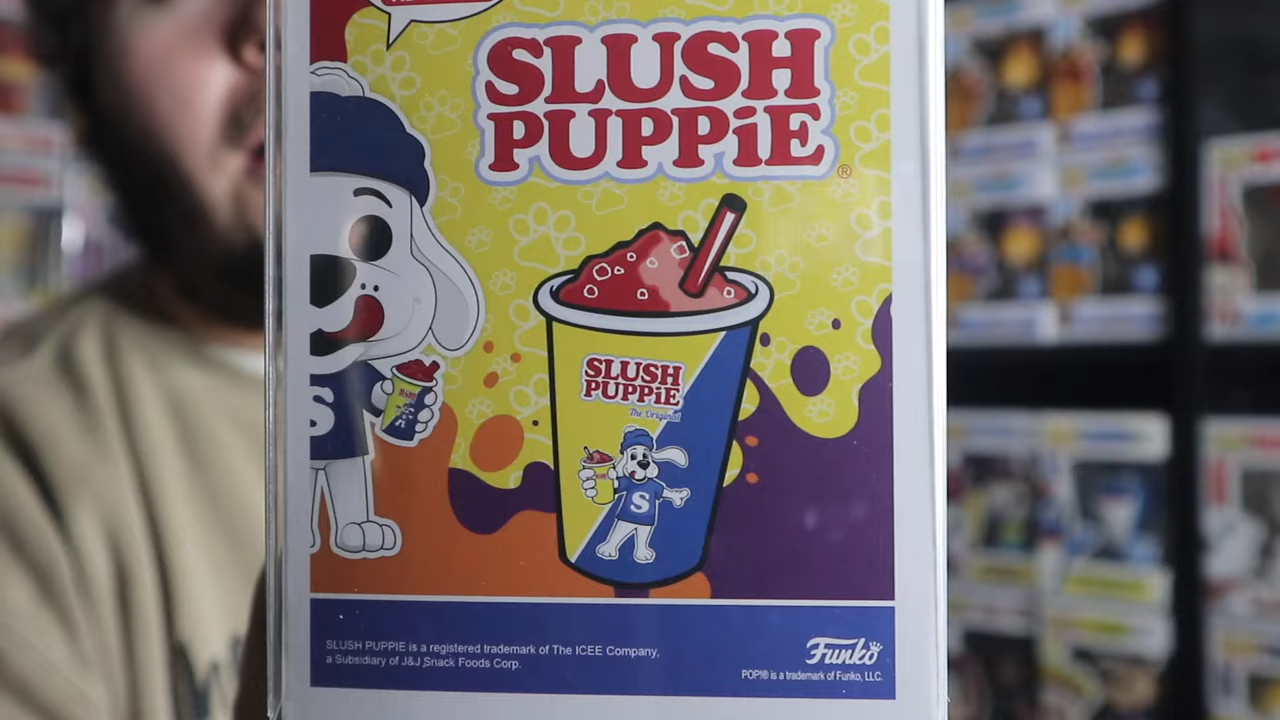 SLUSH
PUPPiE®
SLUSH
PUPPiE
The Original
S
S
SLUSH PUPPIE is a registered trademark of The ICEE Company,
a Subsidiary of J&J Snack Foods Corp.
Funko
POP!® is a trademark of Funko, LLC.